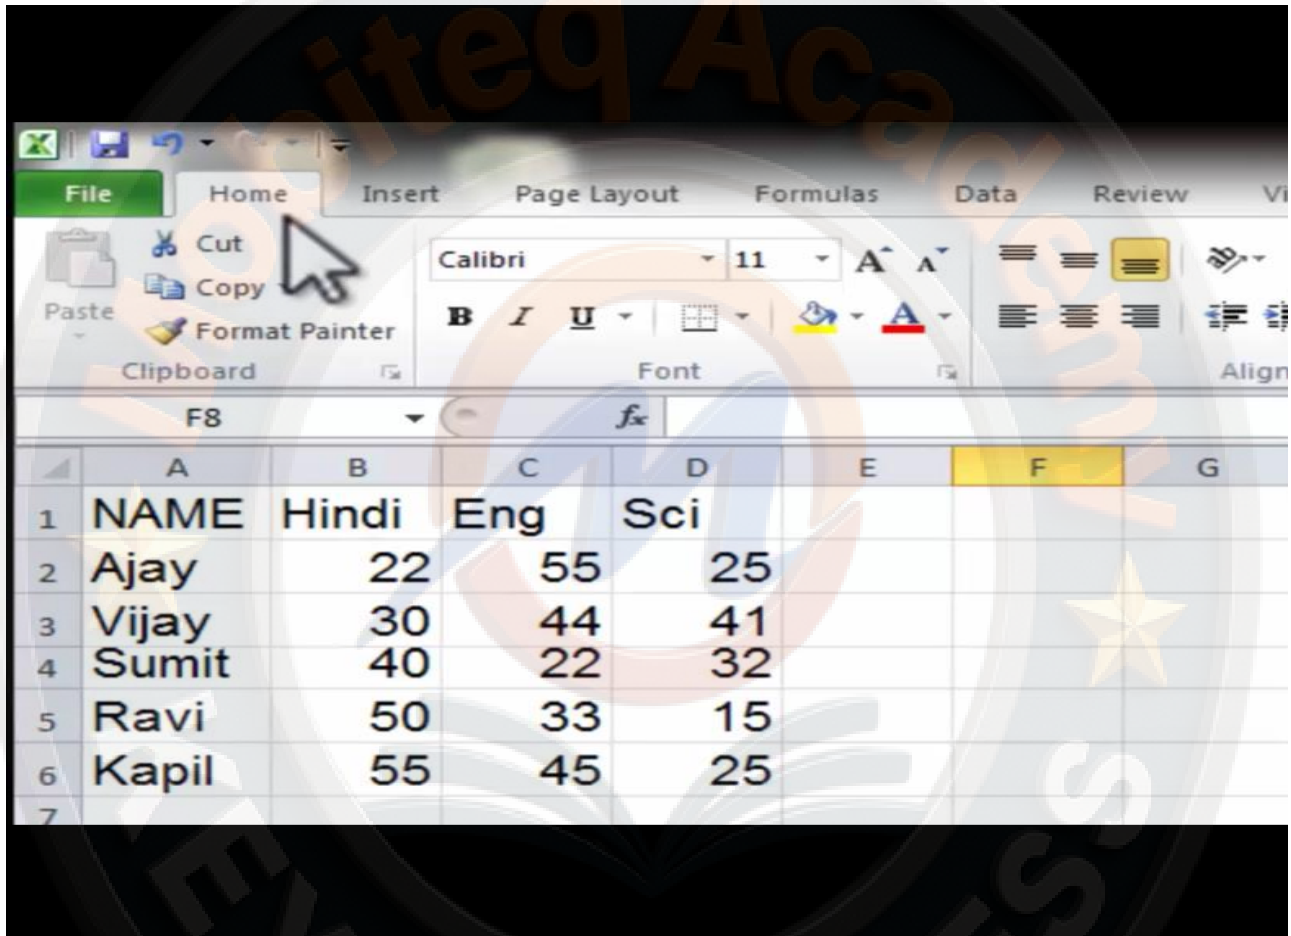 Moiteq Academy
File Home Insert Page Layout Formulas Data Review
Cut
Calibri 11
Copy
Paste
Format Painter
B I U A
Clipboard Font
F8 fx
A B C D E F G
1 NAME Hindi Eng Sci
2 Ajay 22 55 25
3 Vijay 30 44 41
4 Sumit 40 22 32
5 Ravi 50 33 15
6 Kapil 55 45 25
7